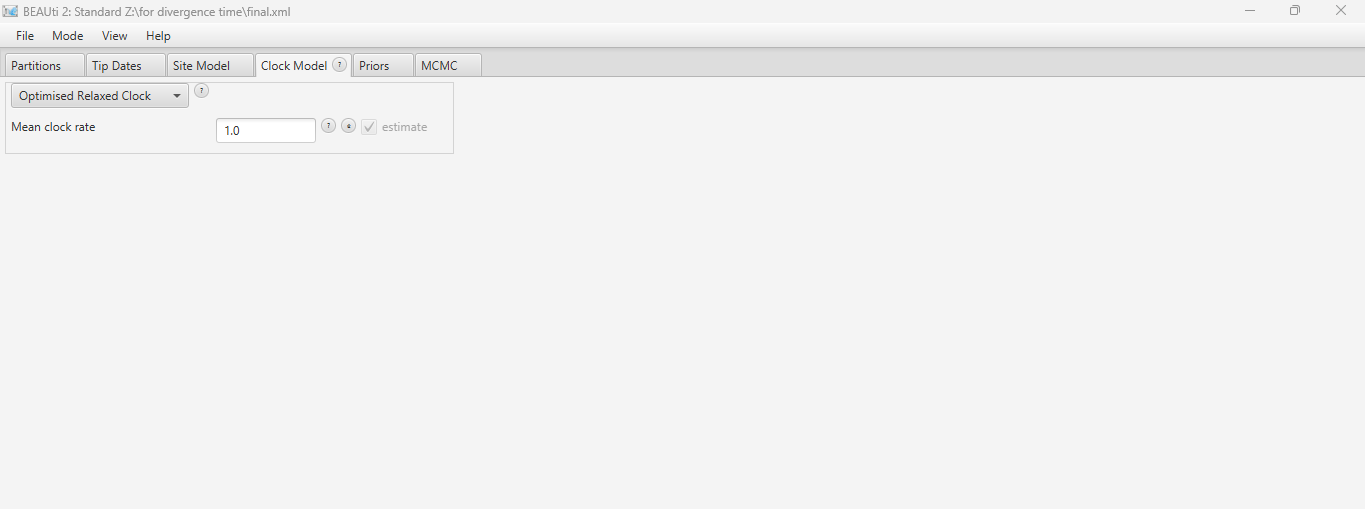 BEAUti 2: Standard Z:\for divergence time\final.xml
File Mode View Help
Partitions Tip Dates Site Model Clock Model ? Priors MCMC
Optimised Relaxed Clock ?
Mean clock rate 1.0 ? estimate